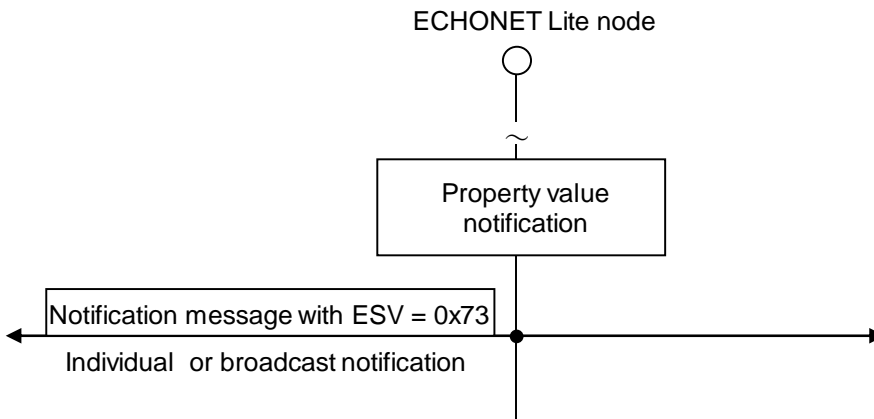 ECHONET Lite node
Property value
notification
Notification message with ESV = 0x73
Individual or broadcast notification